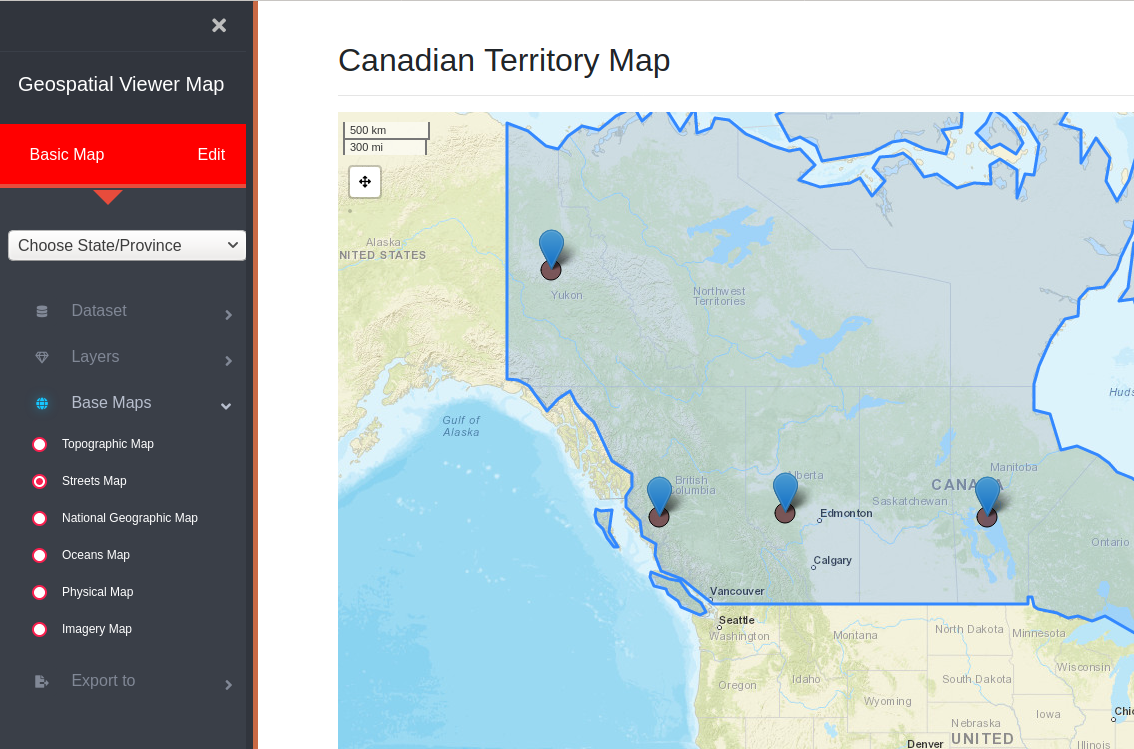 Geospatial Viewer Map
Basic Map
Edit
Choose State/Province
Dataset
Layers
Base Maps
Topographic Map
Streets Map
National Geographic Map
Oceans Map
Physical Map
Imagery Map
Export to
Canadian Territory Map
500 km
300 mi
Alaska
NITED STATES
Yukon
Northwest
Territories
Gulf of
Alaska
Huds
British
Columbia
Alberta
Edmonton
Calgary
Saskatchewan
Manitoba
CANADA
Ontario
Vancouver
Seattle
Washington
Montana
North Dakota
Minnesota
Oregon
Idaho
South Dakota
Wisconsin
Wyoming
Nebraska
Iowa
Chic
UNITED
Denver
Illinois